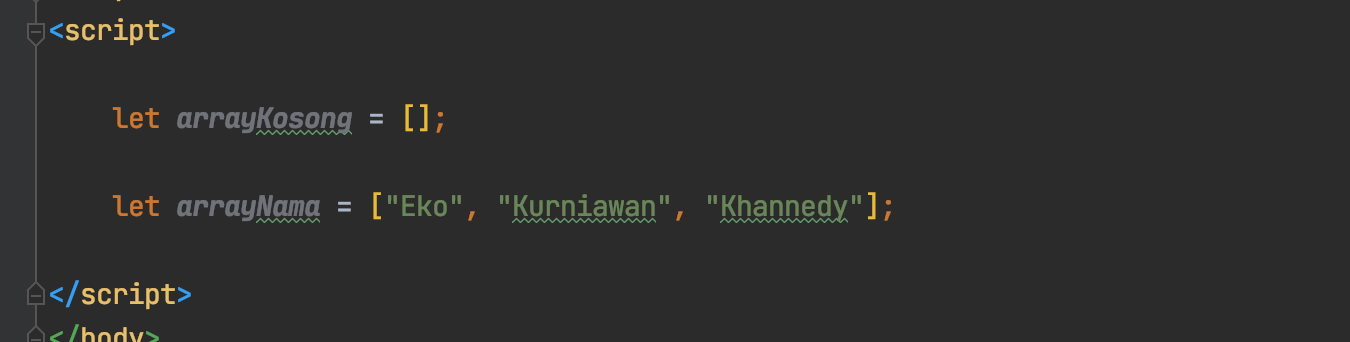 <script>
let arrayKosong = [];
let arrayNama = ["Eko", "Kurniawan", "Khannedy"];
</script>
</body>